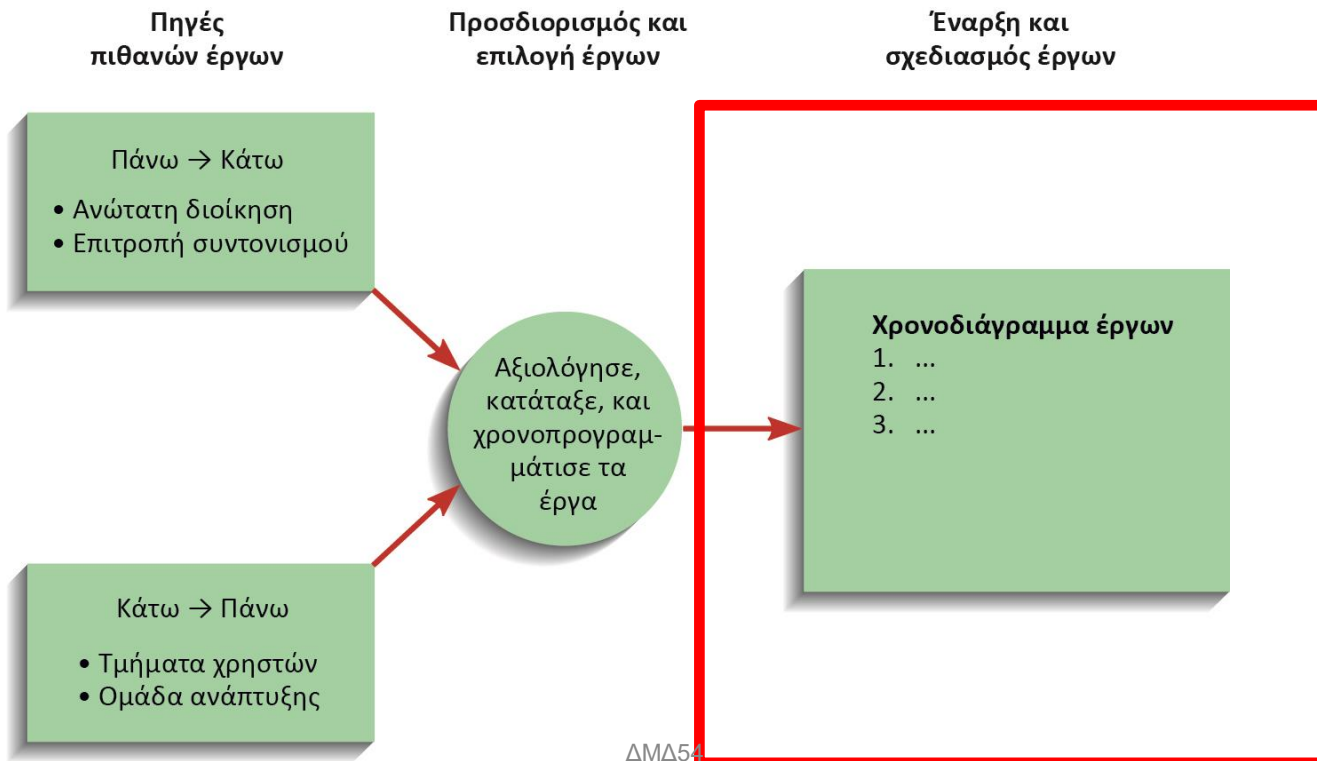 Πηγές
πιθανών έργων
Προσδιορισμός και
επιλογή έργων
Έναρξη και
σχεδιασμός έργων
Πάνω → Κάτω
• Ανώτατη διοίκηση
• Επιτροπή συντονισμού
Αξιολόγησε,
κατάταξε, και
χρονοπρογραμ-
μάτισε τα
έργα
Χρονοδιάγραμμα έργων
1. ...
2. ...
3. ...
Κάτω → Πάνω
• Τμήματα χρηστών
• Ομάδα ανάπτυξης
ΔΜΔ54